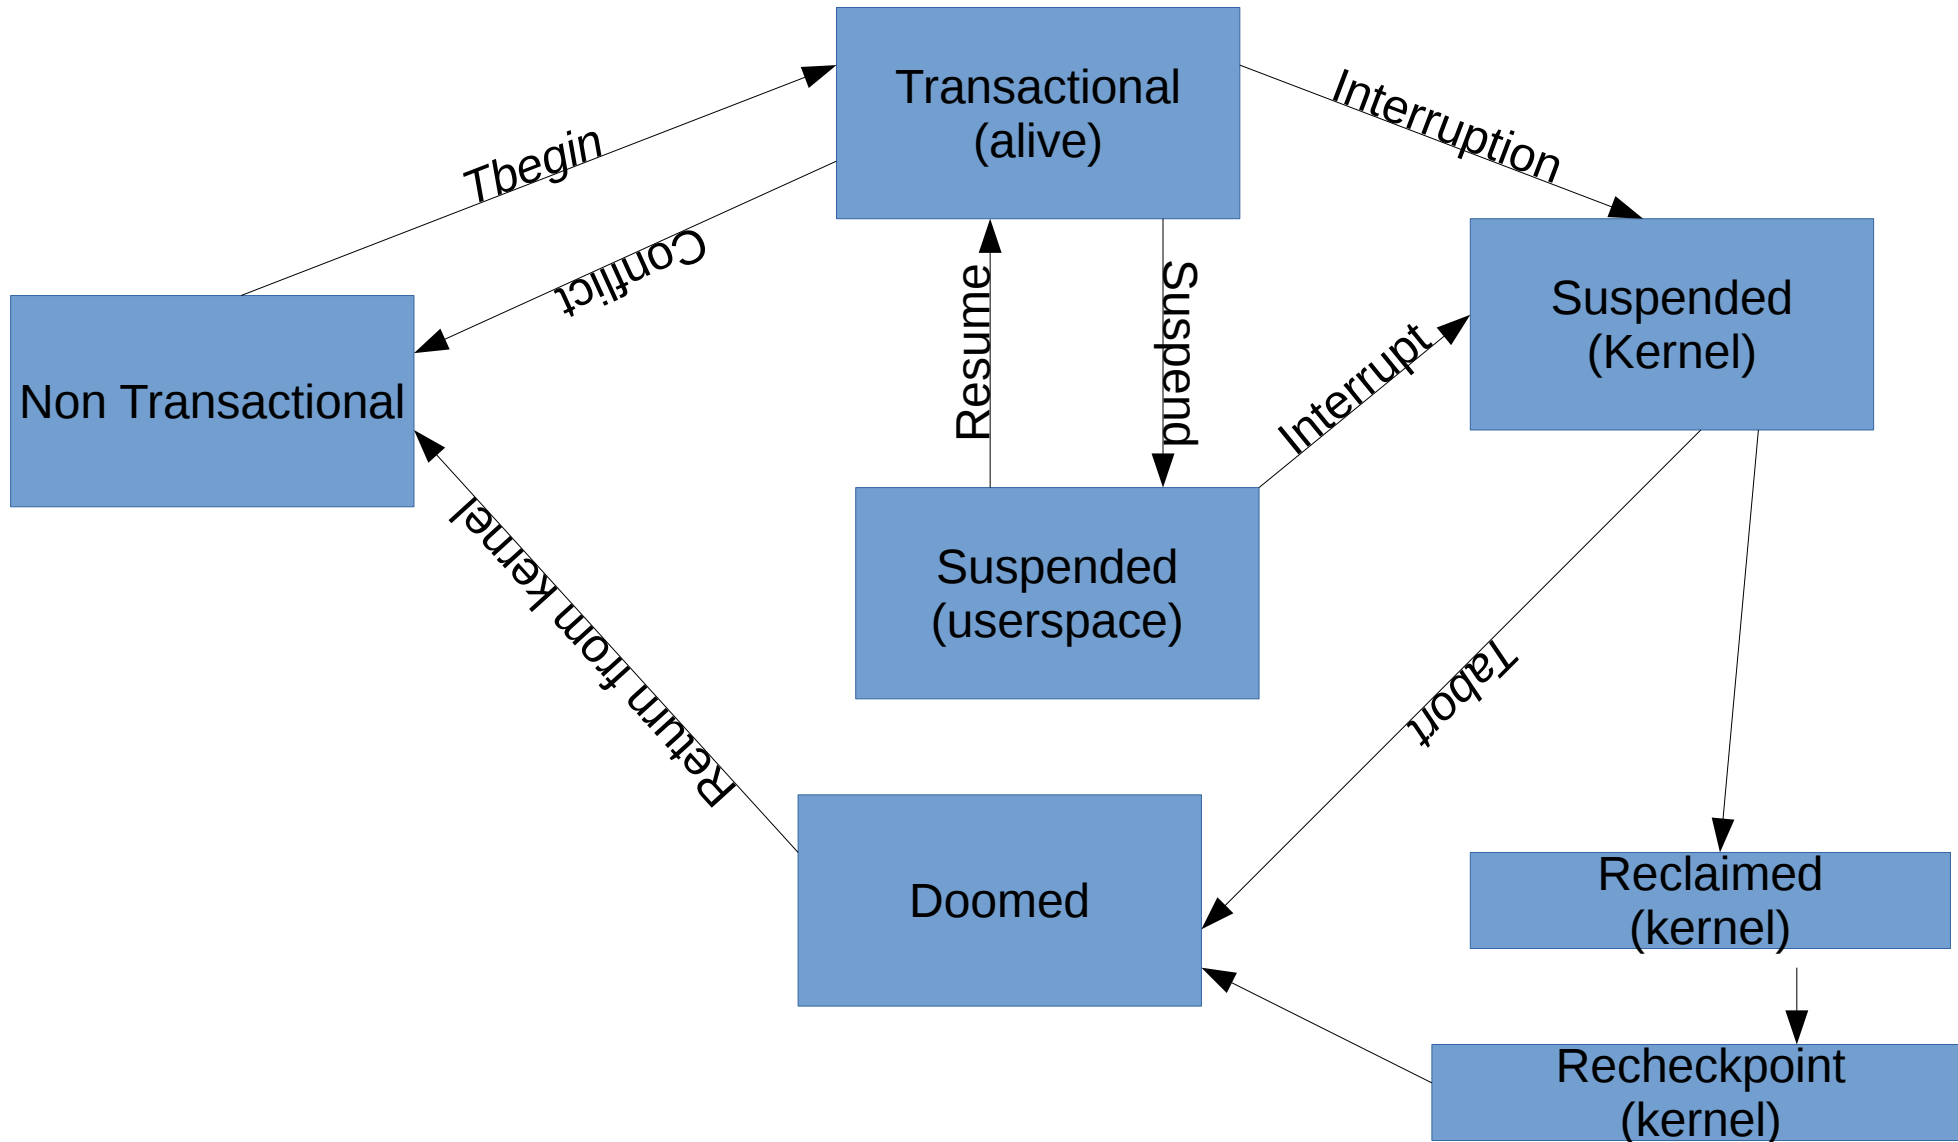 Transactional
(alive)
Interruption
Tbegin
Conflict
Resume
Suspend
Suspended
(Kernel)
Interrupt
Non Transactional
Suspended
(userspace)
Return from kernel
Tabort
Doomed
Reclaimed
(kernel)
Recheckpoint
(kernel)